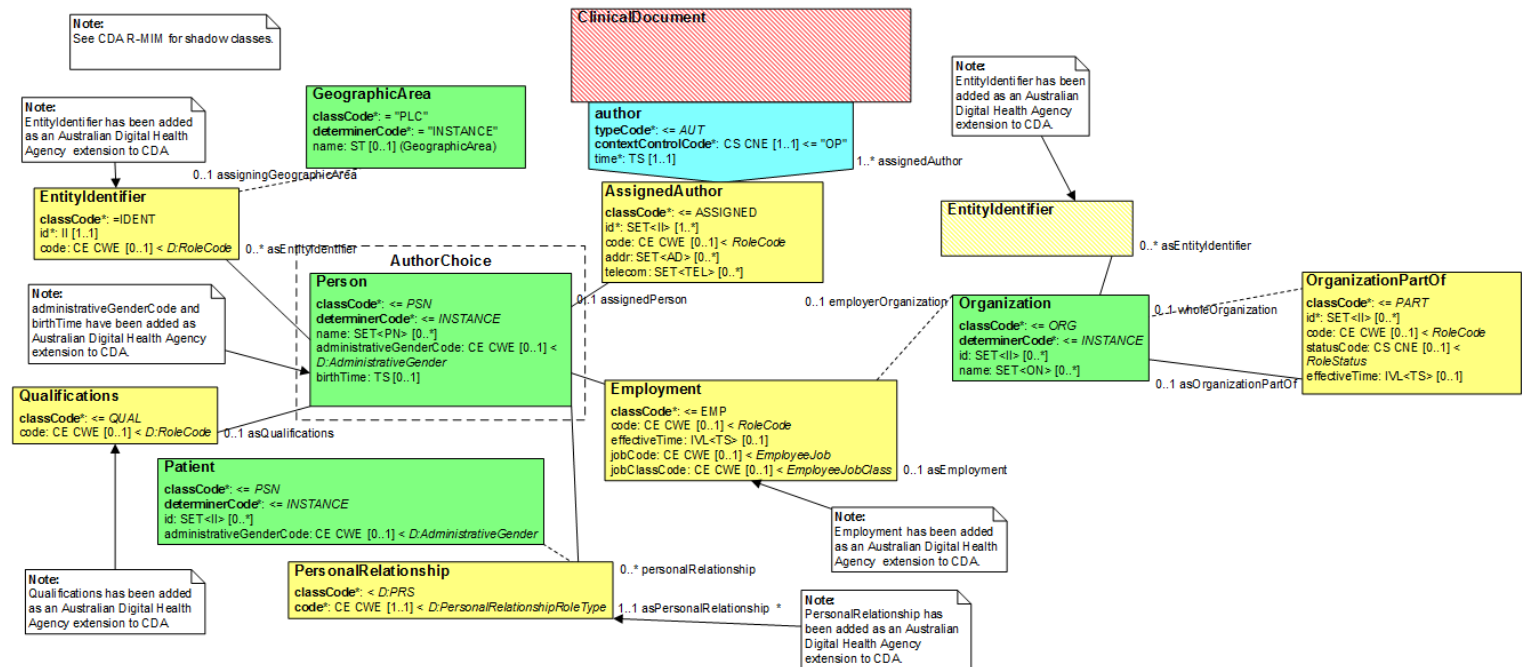 Note:
See CDA R-MIM for shadow classes.
ClinicalDocument
Note:
EntityIdentifier has been
added as an Australian Digital
Health Agency
extension to CDA.
Note:
EntityIdentifier has been added
as an Australian Digital Health
Agency extension to CDA.
GeographicArea
classCode*: = "PLC"
determinerCode*: = "INSTANCE"
name: ST [0..1] (GeographicArea)
author
typeCode*: <= AUT
contextControlCode*: CS CNE [1..1] <= "OP"
time*: TS [1..1]
1..* assignedAuthor
0..1 assigningGeographicArea
EntityIdentifier
classCode*: =IDENT
id*: II [1..1]
code: CE CWE [0..1] < D:RoleCode
0..* asEntityIdentifier
AssignedAuthor
classCode*: <= ASSIGNED
id*: SET<II> [1..*]
code: CE CWE [0..1] < RoleCode
addr: SET<AD> [0..*]
telecom: SET<TEL> [0..*]
EntityIdentifier
0..* asEntityIdentifier
AuthorChoice
Person
classCode*: <= PSN
determinerCode*: <= INSTANCE
name: SET<PN> [0..*]
administrativeGenderCode: CE CWE [0..1] <
D:AdministrativeGender
birthTime: TS [0..1]
0..1 assignedPerson
Note:
administrativeGenderCode and
birthTime have been added as
Australian Digital Health Agency
extension to CDA.
0..1 employerOrganization
Organization
classCode*: <= ORG
determinerCode*: <= INSTANCE
id: SET<II> [0..*]
name: SET<ON> [0..*]
0..1 wholeOrganization
OrganizationPartOf
classCode*: <= PART
id*: SET<II> [0..*]
code: CE CWE [0..1] < RoleCode
statusCode: CS CNE [0..1] <
RoleStatus
effectiveTime: IVL<TS> [0..1]
0..1 asOrganizationPartOf
Qualifications
classCode*: <= QUAL
code: CE CWE [0..1] < D:RoleCode
0..1 asQualifications
Employment
classCode*: <= EMP
code: CE CWE [0..1] < RoleCode
effectiveTime: IVL<TS> [0..1]
jobCode: CE CWE [0..1] < EmployeeJob
jobClassCode: CE CWE [0..1] < EmployeeJobClass
0..1 asEmployment
Patient
classCode*: <= PSN
determinerCode*: <= INSTANCE
id: SET<II> [0..*]
administrativeGenderCode: CE CWE [0..1] < D:AdministrativeGender
Note:
Employment has been added
as an Australian Digital Health
Agency extension to CDA.
Note:
Qualifications has been added
as an Australian Digital Health
Agency extension to CDA.
PersonalRelationship
classCode*: < D:PRS
code*: CE CWE [1..1] < D:PersonalRelationshipRoleType
0..* personalRelationship
1..1 asPersonalRelationship *
Note:
PersonalRelationship has
been added as an Australian
Digital Health Agency
extension to CDA.